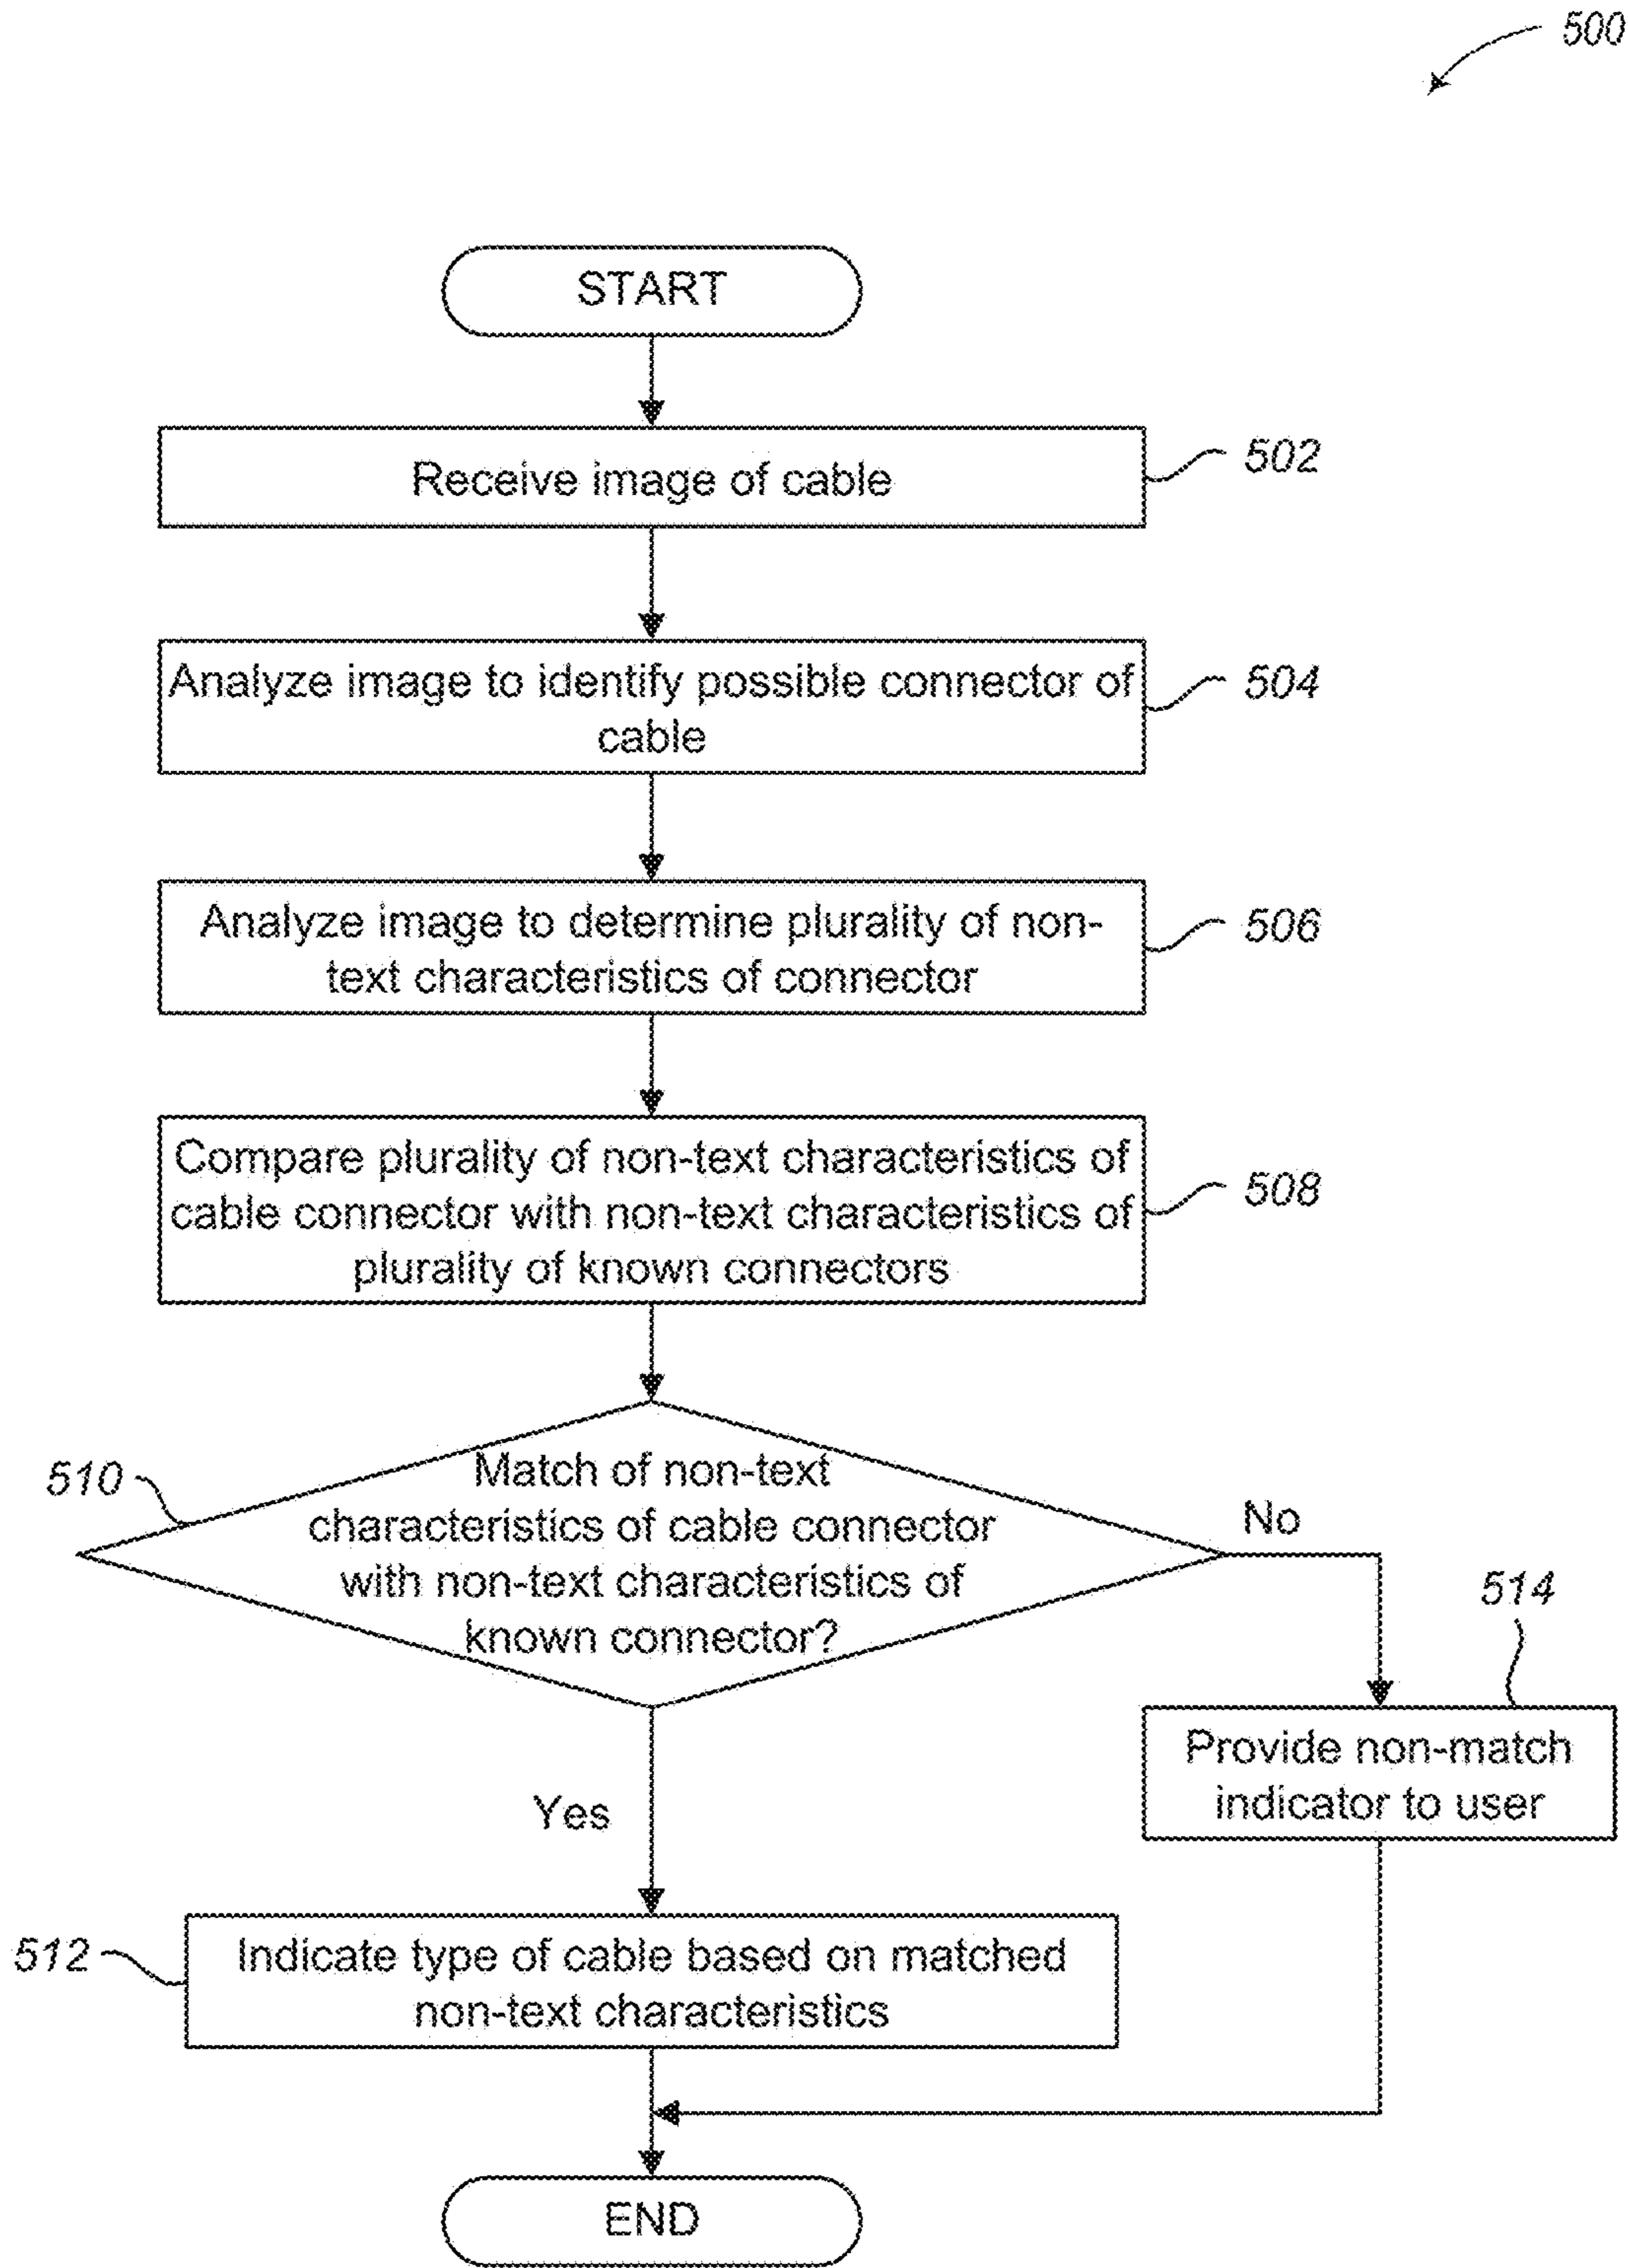 500
START
Receive image of cable
502
Analyze image to identify possible connector of
cable
504
Analyze image to determine plurality of non-
text characteristics of connector
506
Compare plurality of non-text characteristics of
cable connector with non-text characteristics of
plurality of known connectors
508
510
Match of non-text
characteristics of cable connector
with non-text characteristics of
known connector?
No
514
Provide non-match
indicator to user
Yes
512
Indicate type of cable based on matched
non-text characteristics
END